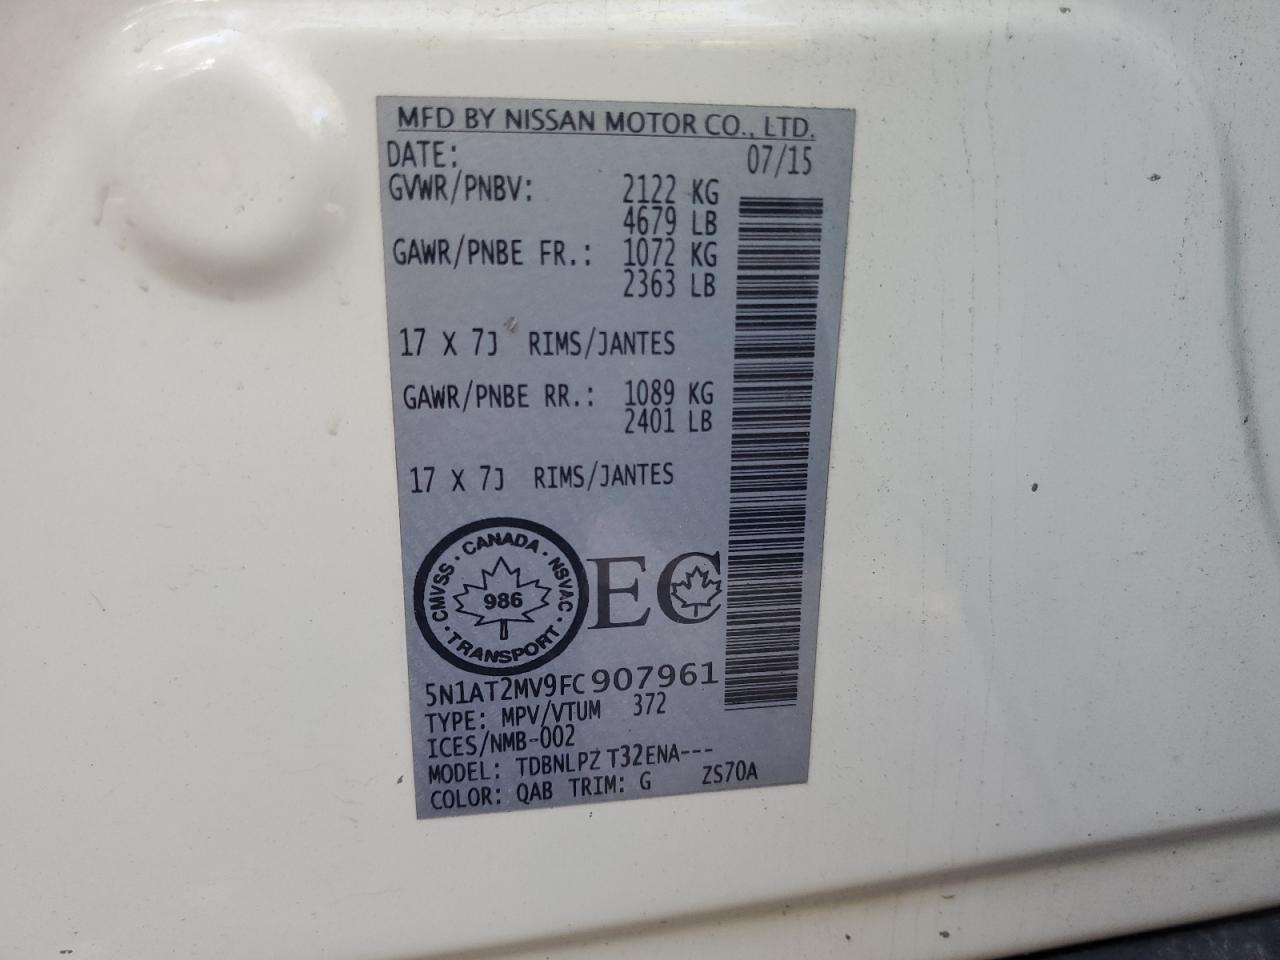 MFD BY NISSAN MOTOR CO., LTD.
DATE: 07/15
GVWR/PNBV: 2122 KG
4679 LB
GAWR/PNBE FR.: 1072 KG
2363 LB
17 X 7J RIMS/JANTES
GAWR/PNBE RR.: 1089 KG
2401 LB
17 X 7J RIMS/JANTES
CMVSS · CANADA · NSVAC · TRANSPORT ·
986
EC
5N1AT2MV9FC907961
TYPE: MPV/VTUM 372
ICES/NMB-002
MODEL: TDBNLPZ T32ENA---
COLOR: QAB TRIM: G ZS70A